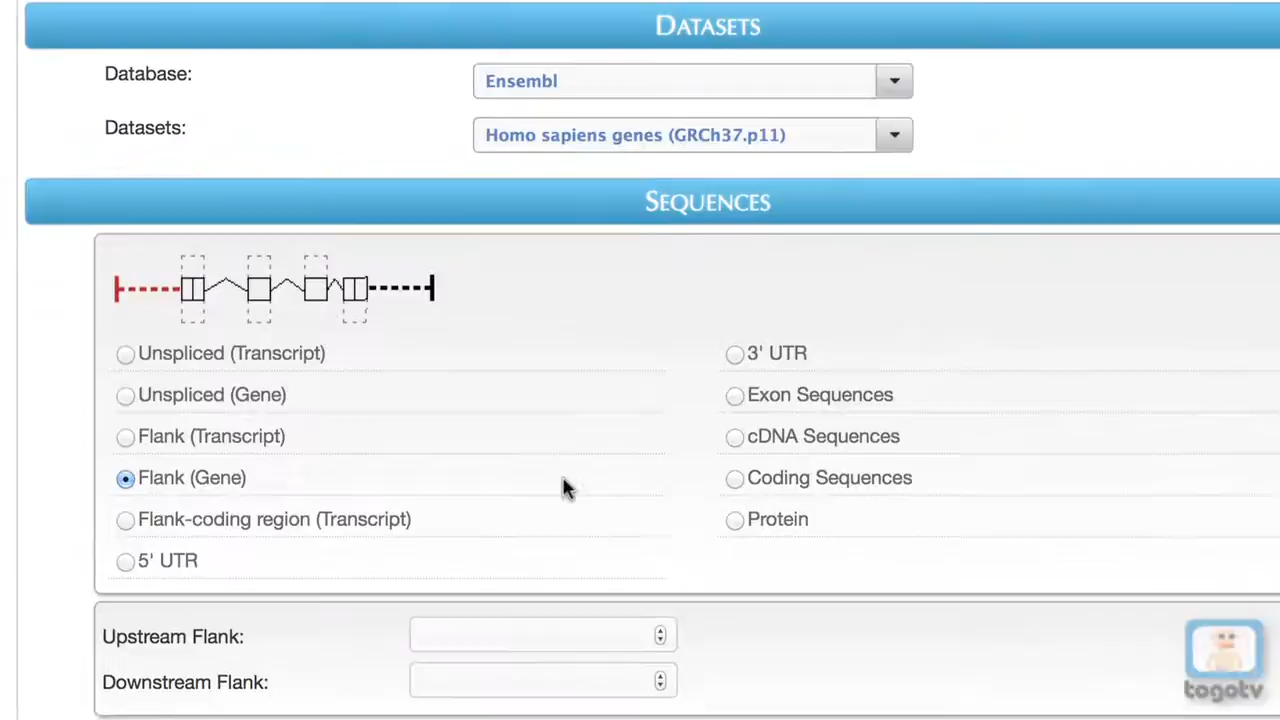 DATASETS
Database:
Ensembl
Datasets:
Homo sapiens genes (GRCh37.p11)
SEQUENCES
Unspliced (Transcript)
3' UTR
Unspliced (Gene)
Exon Sequences
Flank (Transcript)
cDNA Sequences
Flank (Gene)
Coding Sequences
Flank-coding region (Transcript)
Protein
5' UTR
Upstream Flank:
Downstream Flank:
togotv